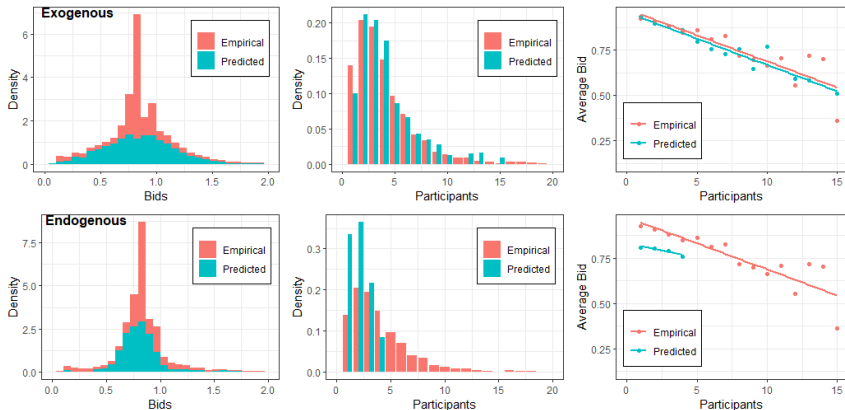 Exogenous
Density
6
4
2
0
0.0
0.5
1.0
1.5
2.0
Bids
Empirical
Predicted
Density
0.20
0.15
0.10
0.05
0.00
0
5
10
15
20
Participants
Empirical
Predicted
Average Bid
0.75
0.50
0.25
0
5
10
15
Participants
Empirical
Predicted
Endogenous
Density
7.5
5.0
2.5
0.0
0.0
0.5
1.0
1.5
2.0
Bids
Empirical
Predicted
Density
0.3
0.2
0.1
0.0
0
5
10
15
20
Participants
Empirical
Predicted
Average Bid
0.75
0.50
0.25
0
5
10
15
Participants
Empirical
Predicted